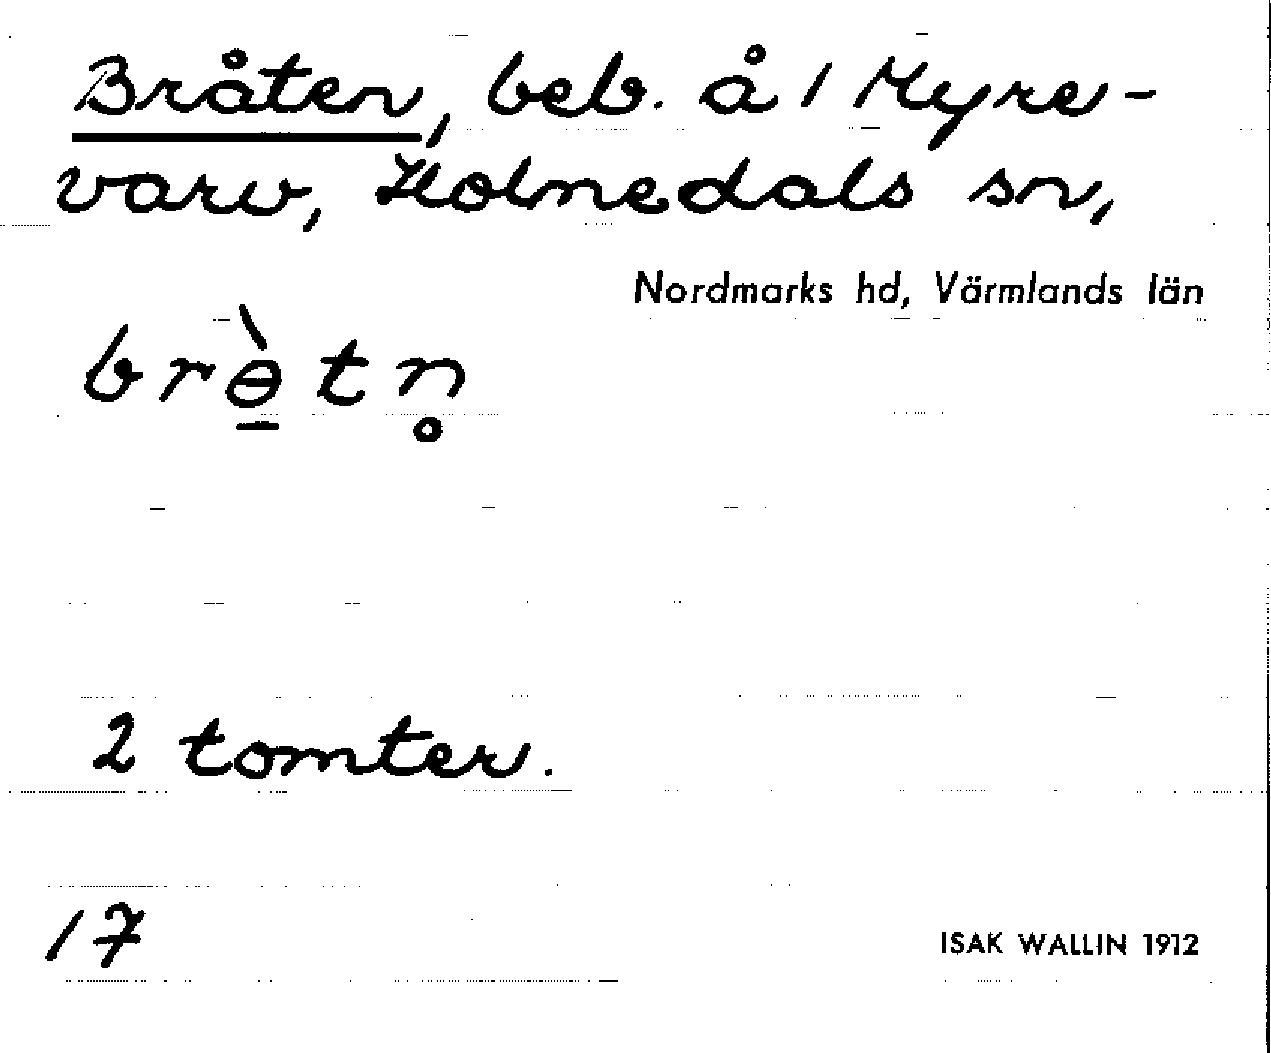 Bråten, beb. å 1 Myre-
varv, Holmedals sn,
Nordmarks hd, Värmlands län
brə̠̀tn̥
2 tomter.
17
ISAK WALLIN 1912